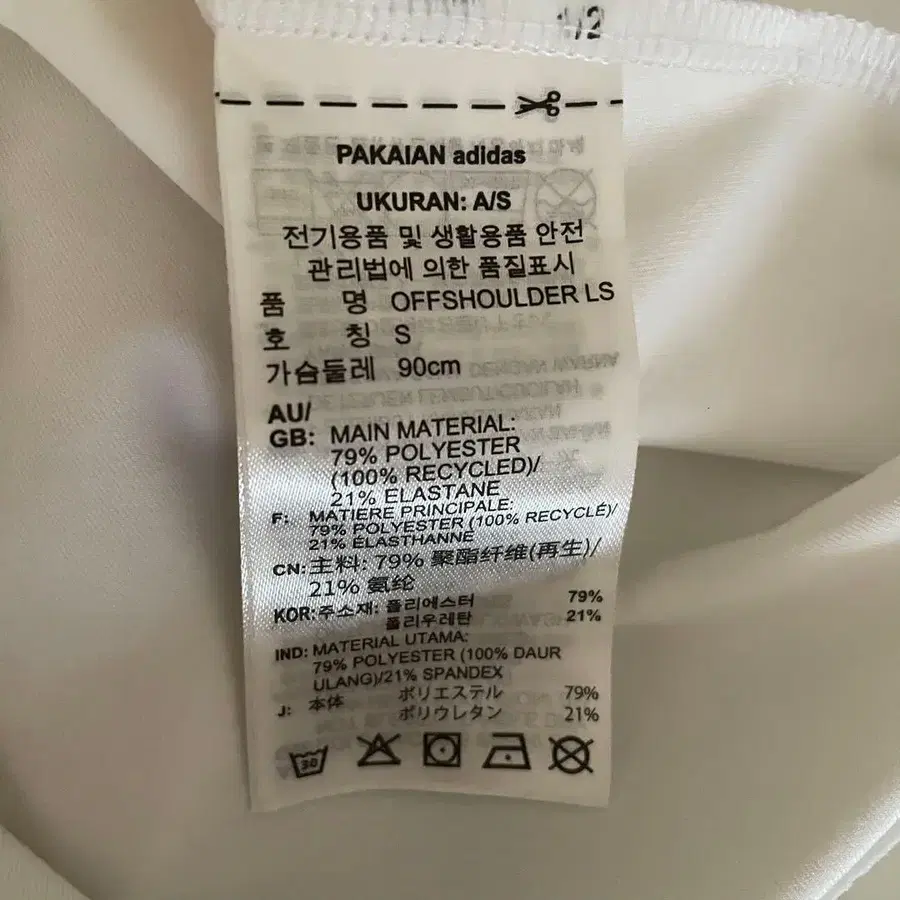 1/2
PAKAIAN adidas
UKURAN: A/S
전기용품 및 생활용품 안전
관리법에 의한 품질표시
품 명 OFFSHOULDER LS
호 칭 S
가슴둘레 90cm
AU/
GB: MAIN MATERIAL:
79% POLYESTER
(100% RECYCLED)/
21% ELASTANE
F: MATIERE PRINCIPALE:
79% POLYESTER (100% RECYCLÉ)/
21% ÉLASTHANNE
CN: 主料: 79% 聚酯纤维(再生)/
21% 氨纶
KOR: 주소재: 폴리에스터 79%
폴리우레탄 21%
IND: MATERIAL UTAMA:
79% POLYESTER (100% DAUR
ULANG)/21% SPANDEX
J: 本体 ポリエステル 79%
ポリウレタン 21%
30